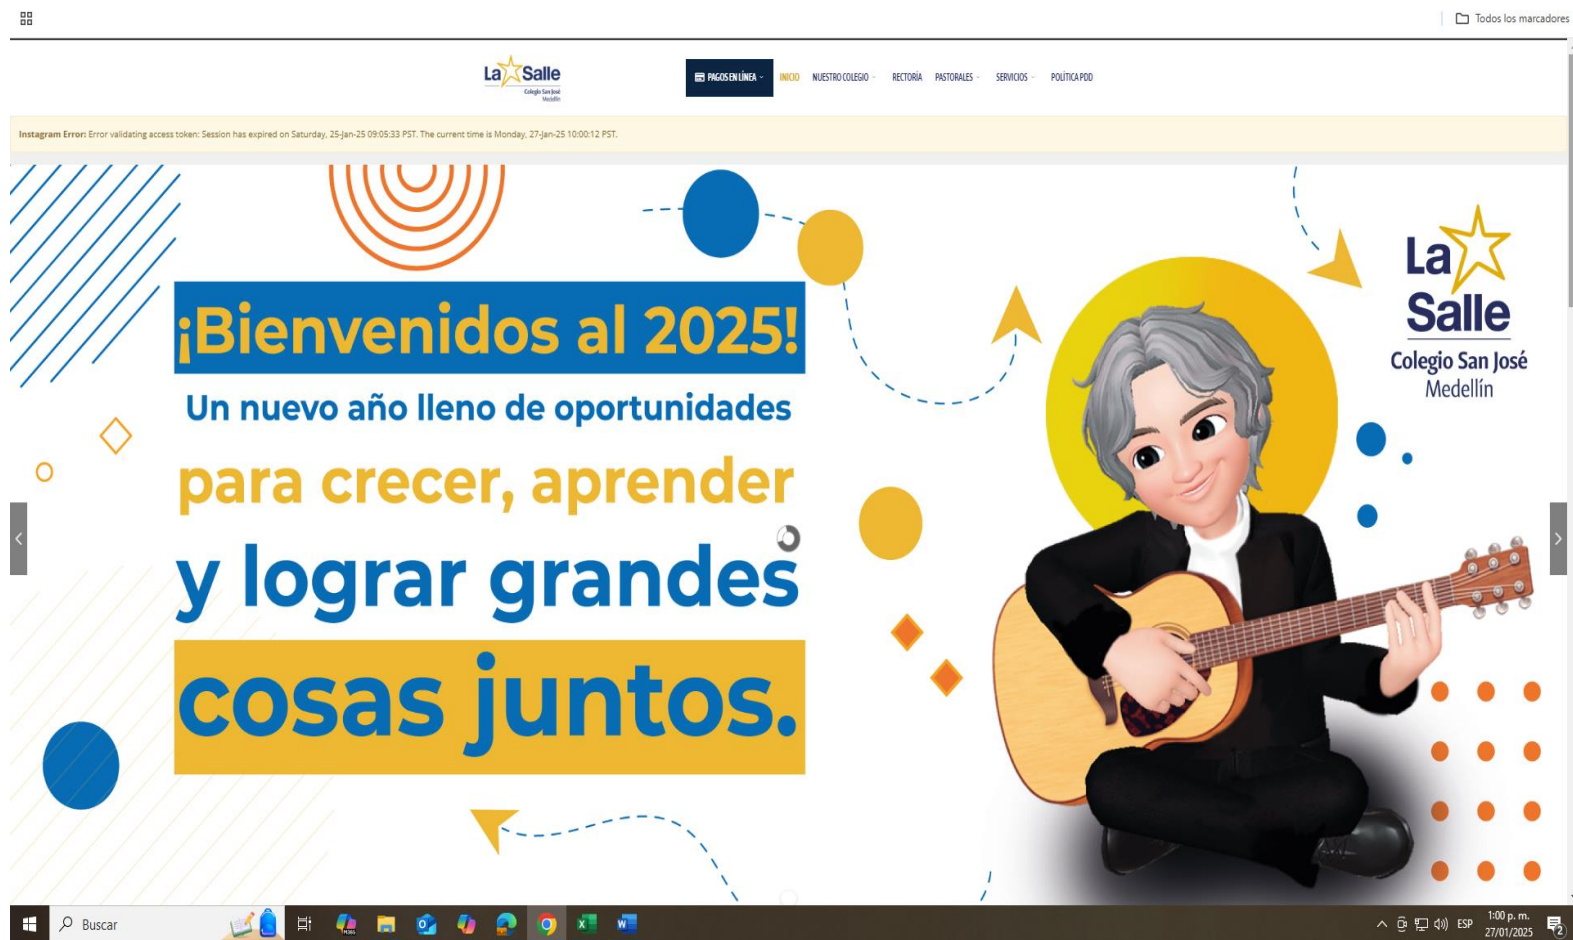 Todos los marcadores
La Salle
Colegio San José
Medellín
PAGOS EN LÍNEA
INICIO
NUESTRO COLEGIO
RECTORÍA
PASTORALES
SERVICIOS
POLÍTICA PDD
Instagram Error: Error validating access token: Session has expired on Saturday, 25-Jan-25 09:05:33 PST. The current time is Monday, 27-Jan-25 10:00:12 PST.
¡Bienvenidos al 2025!
Un nuevo año lleno de oportunidades
para crecer, aprender
y lograr grandes
cosas juntos.
La
Salle
Colegio San José
Medellín
Buscar
M365
ESP
1:00 p. m.
27/01/2025
2